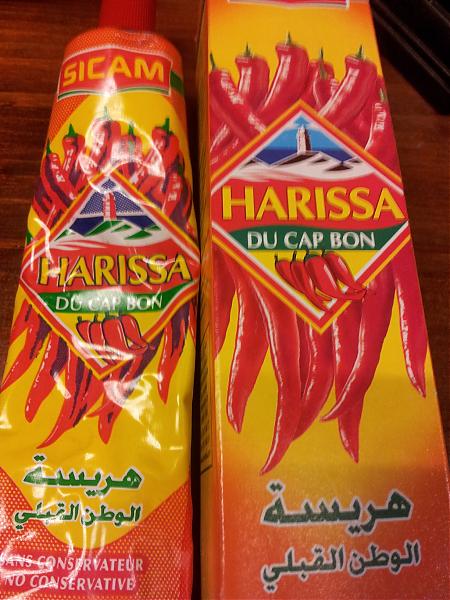 SICAM
HARISSA
DU CAP BON
هريسة
الوطن القبلي
SANS CONSERVATEUR
NO CONSERVATIVE
HARISSA
DU CAP BON
هريسة
الوطن القبلي